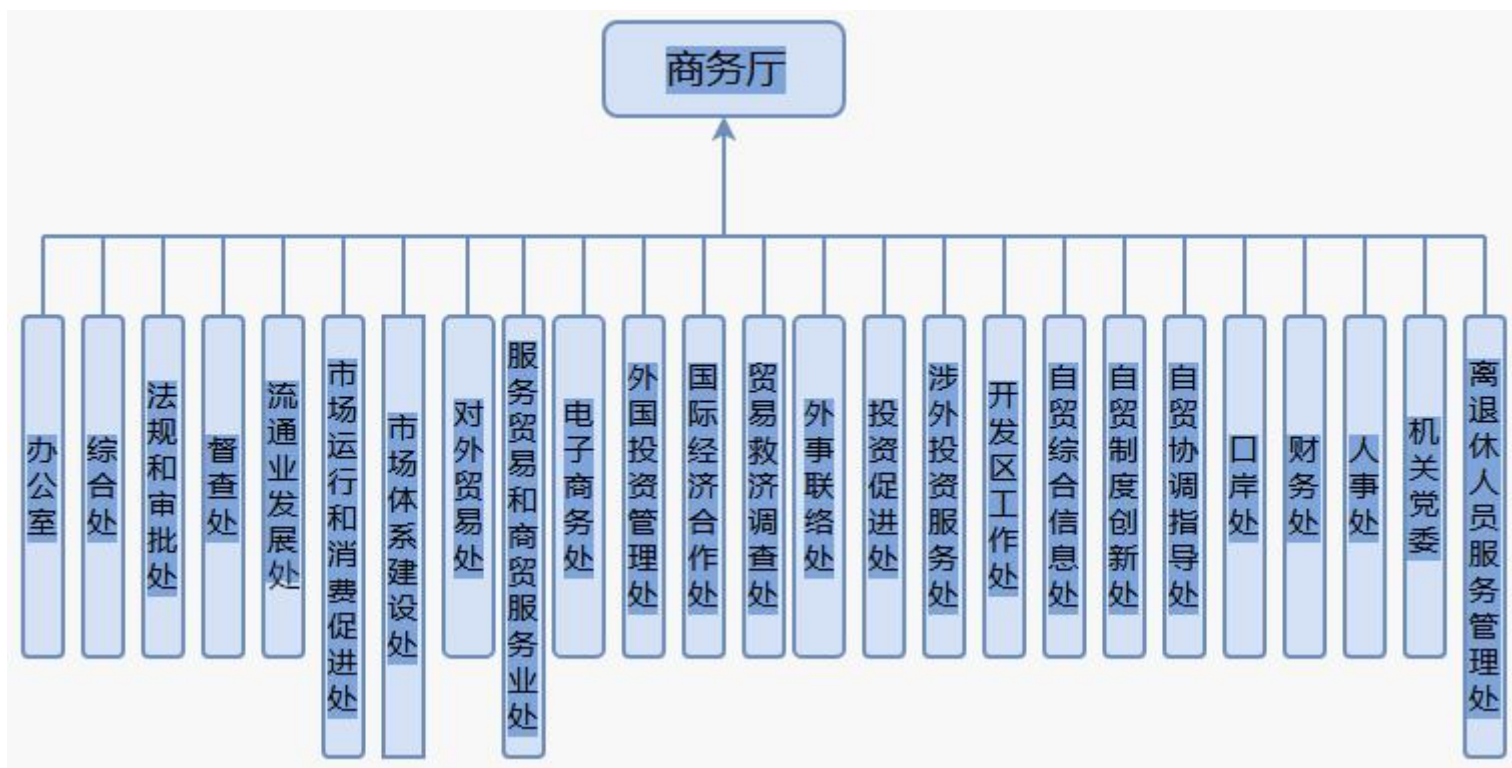 商务厅
办公室
综合处
法规和审批处
督查处
流通业发展处
市场运行和消费促进处
市场体系建设处
对外贸易处
服务贸易和商贸服务业处
电子商务处
外国投资管理处
国际经济合作处
贸易救济调查处
外事联络处
投资促进处
涉外投资服务处
开发区工作处
自贸综合信息处
自贸制度创新处
自贸协调指导处
口岸处
财务处
人事处
机关党委
离退休人员服务管理处